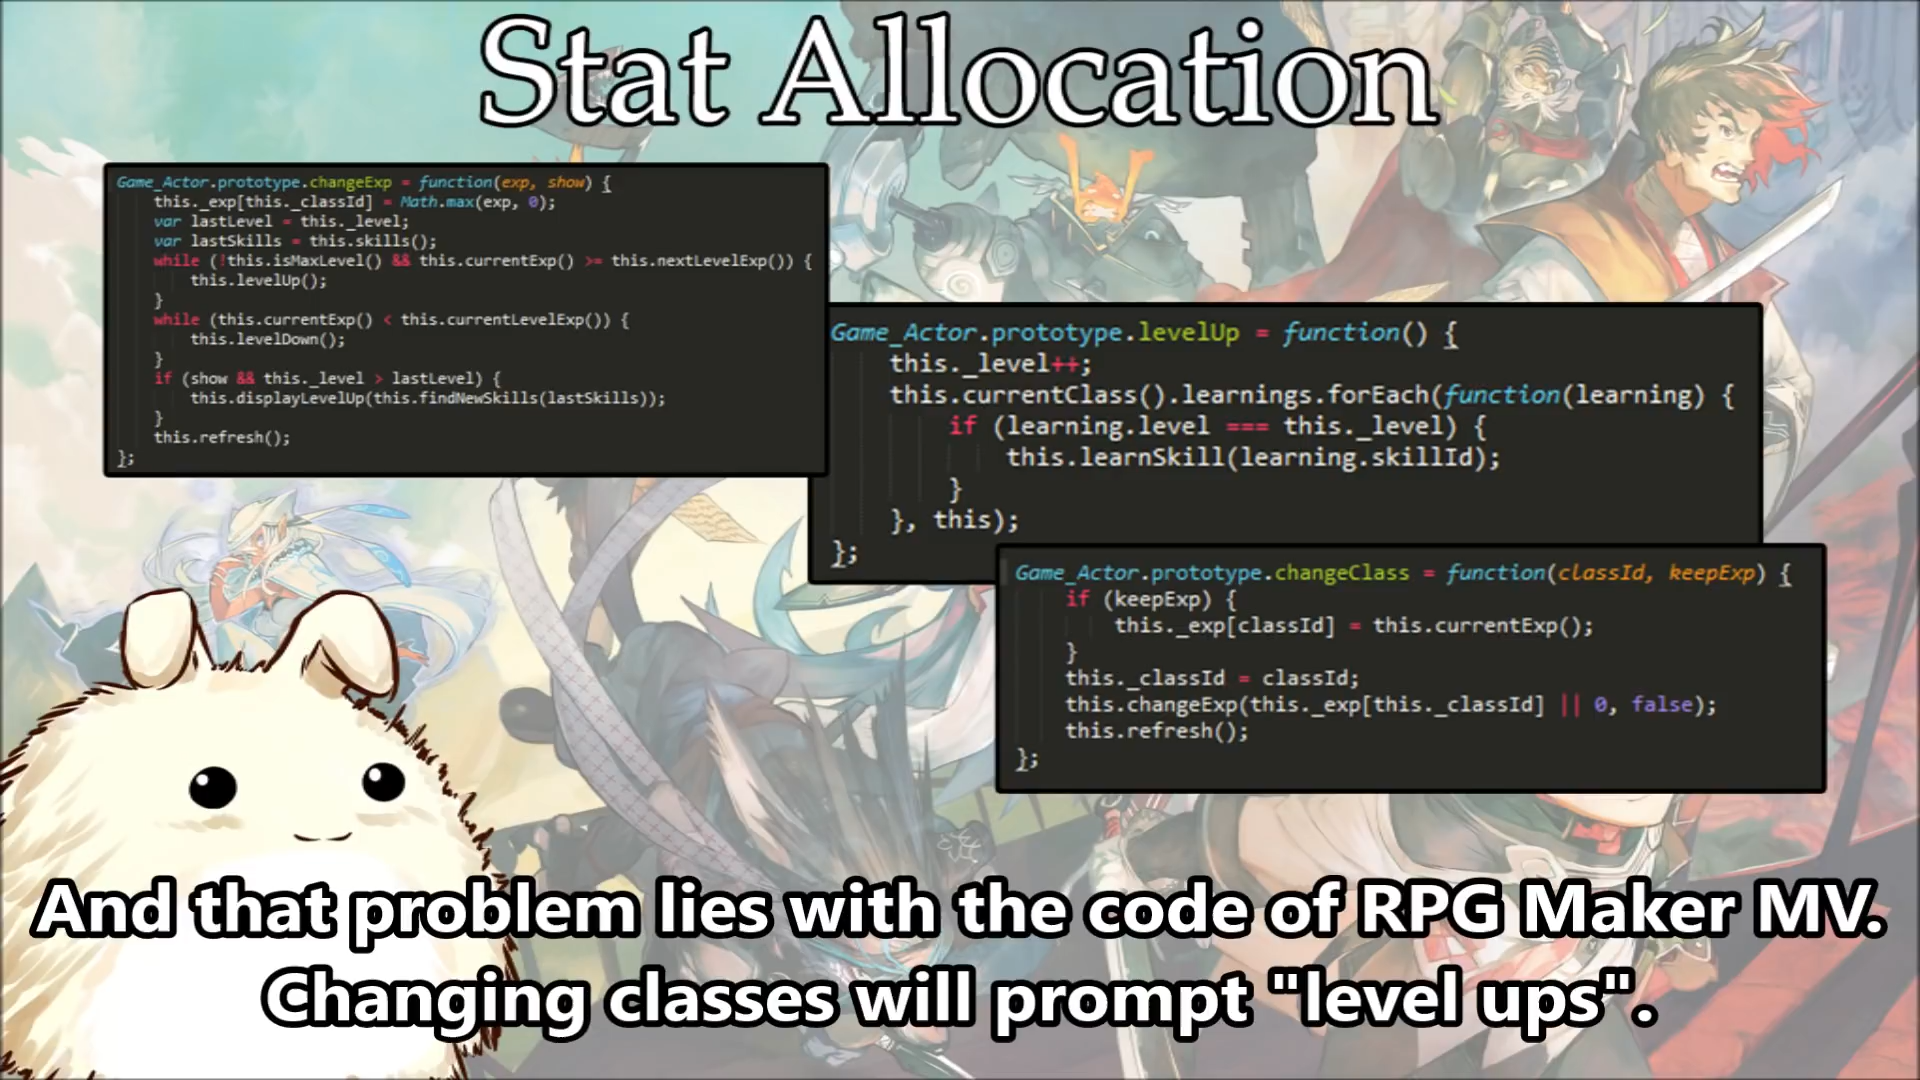 Stat Allocation
Game_Actor.prototype.changeExp = function(exp, show) {
    this._exp[this._classId] = Math.max(exp, 0);
    var lastLevel = this._level;
    var lastSkills = this.skills();
    while (!this.isMaxLevel() && this.currentExp() >= this.nextLevelExp()) {
        this.levelUp();
    }
    while (this.currentExp() < this.currentLevelExp()) {
        this.levelDown();
    }
    if (show && this._level > lastLevel) {
        this.displayLevelUp(this.findNewSkills(lastSkills));
    }
    this.refresh();
};
Game_Actor.prototype.levelUp = function() {
    this._level++;
    this.currentClass().learnings.forEach(function(learning) {
        if (learning.level === this._level) {
            this.learnSkill(learning.skillId);
        }
    }, this);
};
Game_Actor.prototype.changeClass = function(classId, keepExp) {
    if (keepExp) {
        this._exp[classId] = this.currentExp();
    }
    this._classId = classId;
    this.changeExp(this._exp[this._classId] || 0, false);
    this.refresh();
};
And that problem lies with the code of RPG Maker MV.
Changing classes will prompt "level ups".